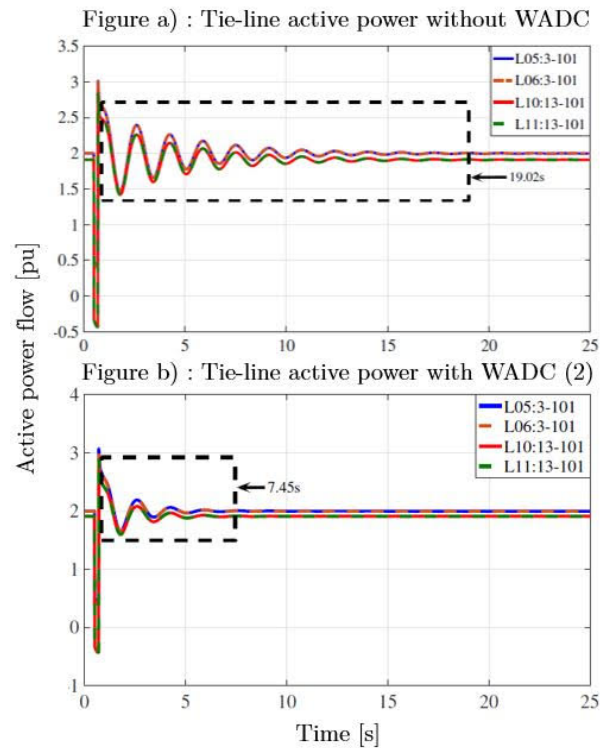 Figure a) : Tie-line active power without WADC
3.5
3
2.5
2
1.5
1
0.5
0
-0.5
L05:3-101
L06:3-101
L10:13-101
L11:13-101
19.02s
0
5
10
15
20
25
Active power flow [pu]
Figure b) : Tie-line active power with WADC (2)
4
3
2
1
0
-1
L05:3-101
L06:3-101
L10:13-101
L11:13-101
7.45s
0
5
10
15
20
25
Time [s]